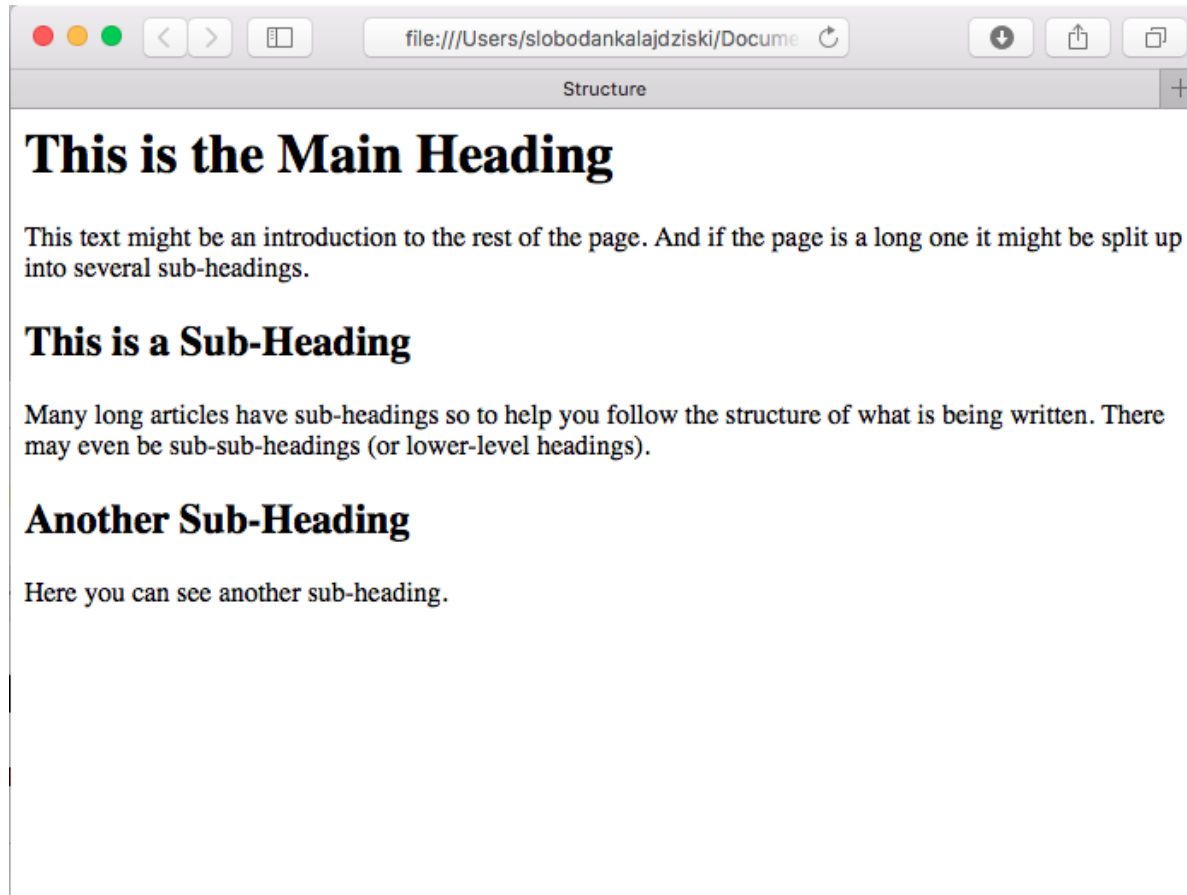 file:///Users/slobodankalajdziski/Docume
Structure
This is the Main Heading
This text might be an introduction to the rest of the page. And if the page is a long one it might be split up
into several sub-headings.
This is a Sub-Heading
Many long articles have sub-headings so to help you follow the structure of what is being written. There
may even be sub-sub-headings (or lower-level headings).
Another Sub-Heading
Here you can see another sub-heading.